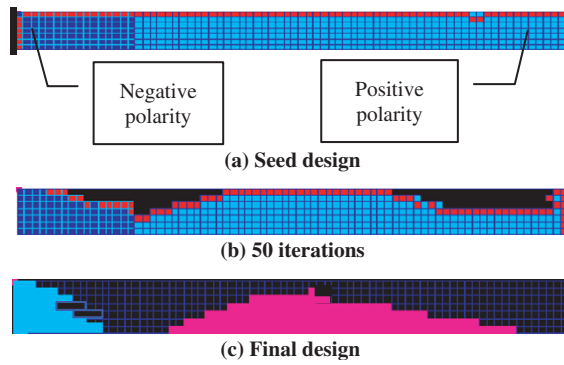 Negative
polarity
Positive
polarity
(a) Seed design
(b) 50 iterations
(c) Final design